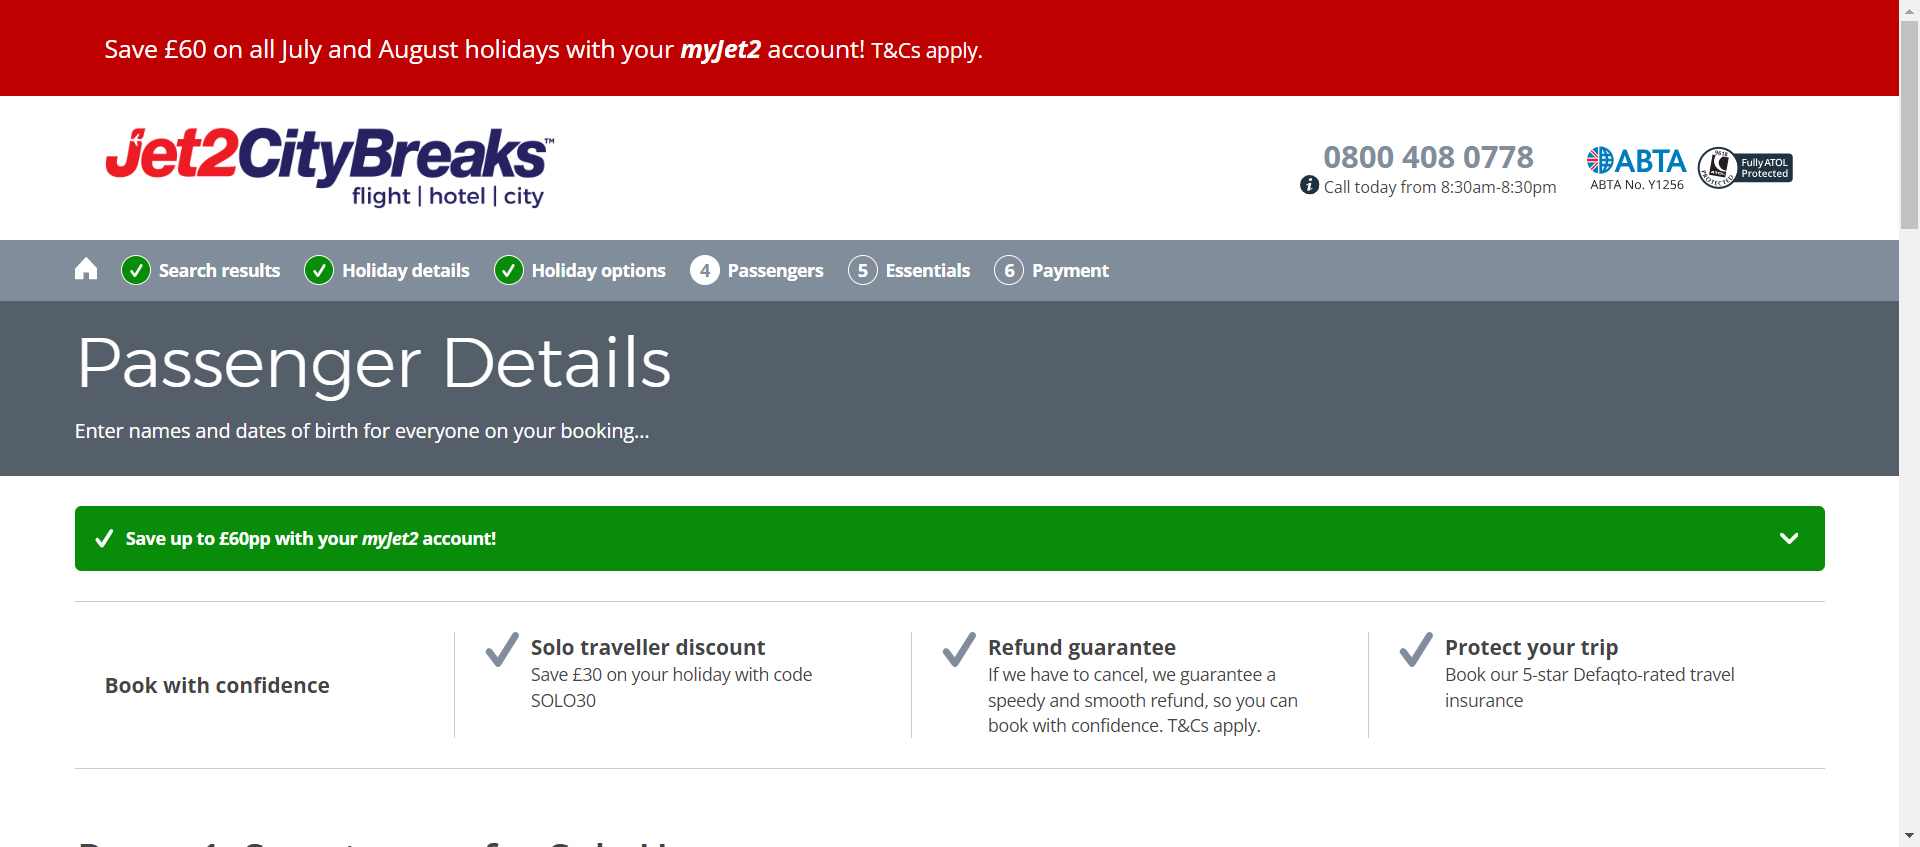 Save £60 on all July and August holidays with your myJet2 account! T&Cs apply.
Jet2CityBreaks™
flight | hotel | city
0800 408 0778
Call today from 8:30am-8:30pm
ABTA
ABTA No. Y1256
Fully ATOL
Protected
Search results
Holiday details
Holiday options
4 Passengers
5 Essentials
6 Payment
Passenger Details
Enter names and dates of birth for everyone on your booking...
Save up to £60pp with your myJet2 account!
Book with confidence
Solo traveller discount
Save £30 on your holiday with code
SOLO30
Refund guarantee
If we have to cancel, we guarantee a
speedy and smooth refund, so you can
book with confidence. T&Cs apply.
Protect your trip
Book our 5-star Defaqto-rated travel
insurance